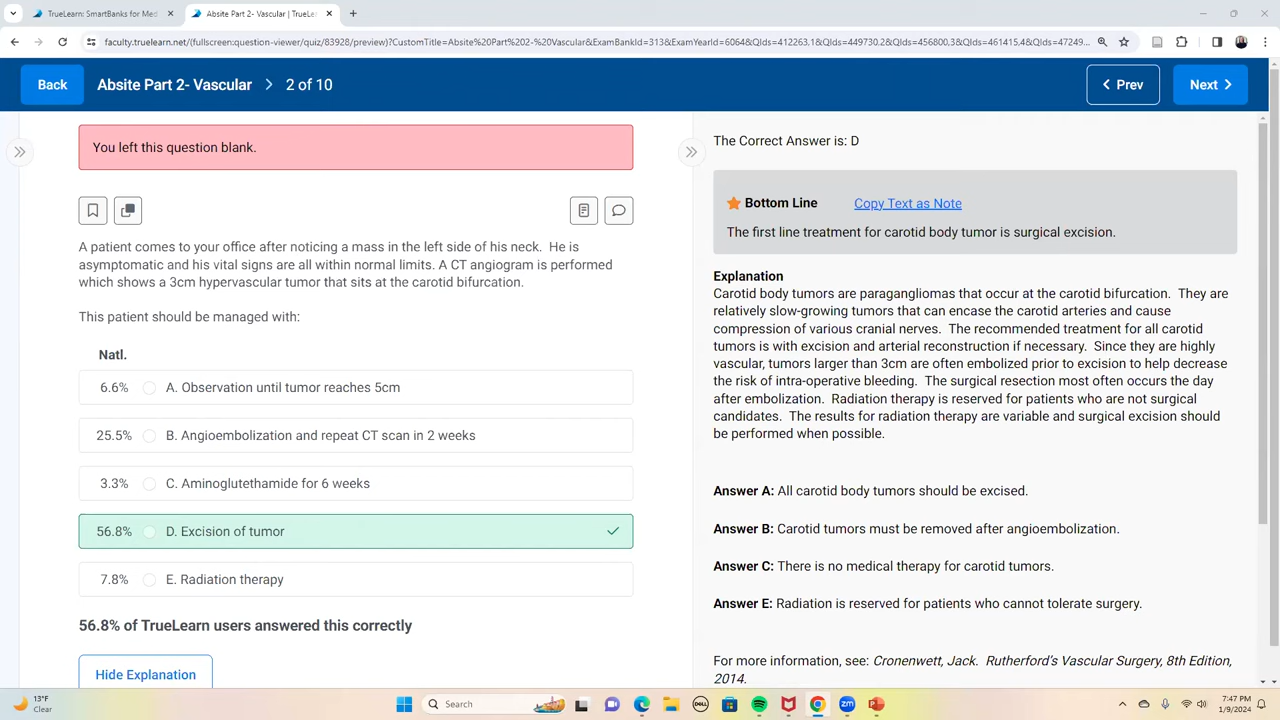 TrueLearn: SmartBanks for Med
Absite Part 2- Vascular | TrueLe
faculty.truelearn.net/(fullscreen:question-viewer/quiz/83928/preview)?CustomTitle=Absite%20Part%202-%20Vascular&ExamBankId=313&ExamYearId=6064&QIds=412263,1&QIds=449730,2&QIds=456800,3&QIds=461415,4&QIds=47249...
Back
Absite Part 2- Vascular > 2 of 10
Prev
Next
You left this question blank.
A patient comes to your office after noticing a mass in the left side of his neck. He is
asymptomatic and his vital signs are all within normal limits. A CT angiogram is performed
which shows a 3cm hypervascular tumor that sits at the carotid bifurcation.
This patient should be managed with:
Natl.
6.6% A. Observation until tumor reaches 5cm
25.5% B. Angioembolization and repeat CT scan in 2 weeks
3.3% C. Aminoglutethamide for 6 weeks
56.8% D. Excision of tumor
7.8% E. Radiation therapy
56.8% of TrueLearn users answered this correctly
Hide Explanation
The Correct Answer is: D
Bottom Line Copy Text as Note
The first line treatment for carotid body tumor is surgical excision.
Explanation
Carotid body tumors are paragangliomas that occur at the carotid bifurcation. They are
relatively slow-growing tumors that can encase the carotid arteries and cause
compression of various cranial nerves. The recommended treatment for all carotid
tumors is with excision and arterial reconstruction if necessary. Since they are highly
vascular, tumors larger than 3cm are often embolized prior to excision to help decrease
the risk of intra-operative bleeding. The surgical resection most often occurs the day
after embolization. Radiation therapy is reserved for patients who are not surgical
candidates. The results for radiation therapy are variable and surgical excision should
be performed when possible.
Answer A: All carotid body tumors should be excised.
Answer B: Carotid tumors must be removed after angioembolization.
Answer C: There is no medical therapy for carotid tumors.
Answer E: Radiation is reserved for patients who cannot tolerate surgery.
For more information, see: Cronenwett, Jack. Rutherford's Vascular Surgery, 8th Edition,
2014.
13°F
Clear
Search
DELL
zm
7:47 PM
1/9/2024